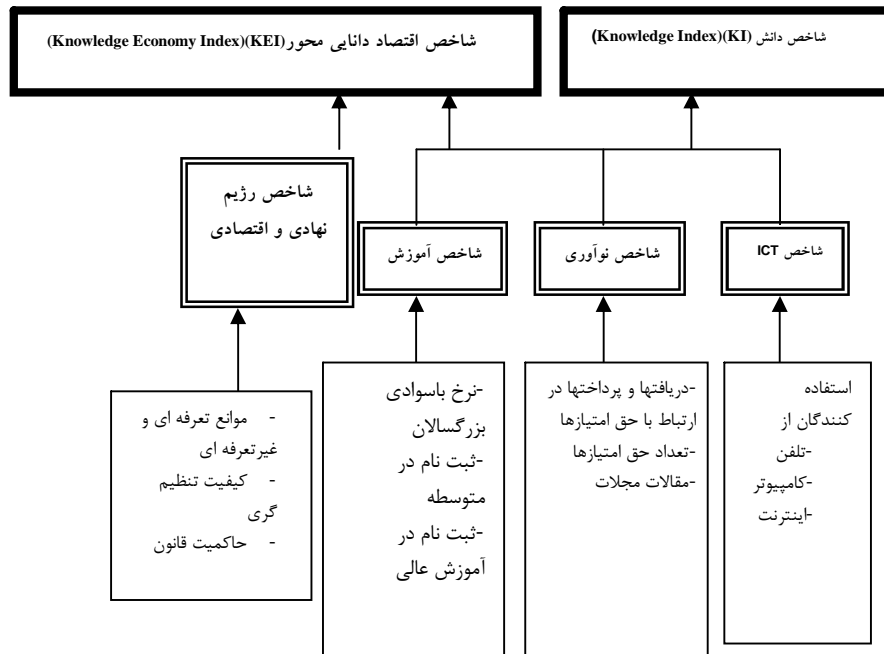 شاخص دانش (Knowledge Index)(KI)
شاخص اقتصاد دانایی محور (Knowledge Economy Index)(KEI)
شاخص رژیم
نهادی و اقتصادی
شاخص ICT
شاخص نوآوری
شاخص آموزش
استفاده
کنندگان از
-تلفن
-کامپیوتر
-اینترنت
-دریافتها و پرداختها در
ارتباط با حق امتیازها
-تعداد حق امتیازها
-مقالات مجلات
-نرخ باسوادی
بزرگسالان
-ثبت نام در
متوسطه
-ثبت نام در
آموزش عالی
- موانع تعرفه ای و
غیرتعرفه ای
- کیفیت تنظیم
گری
- حاکمیت قانون